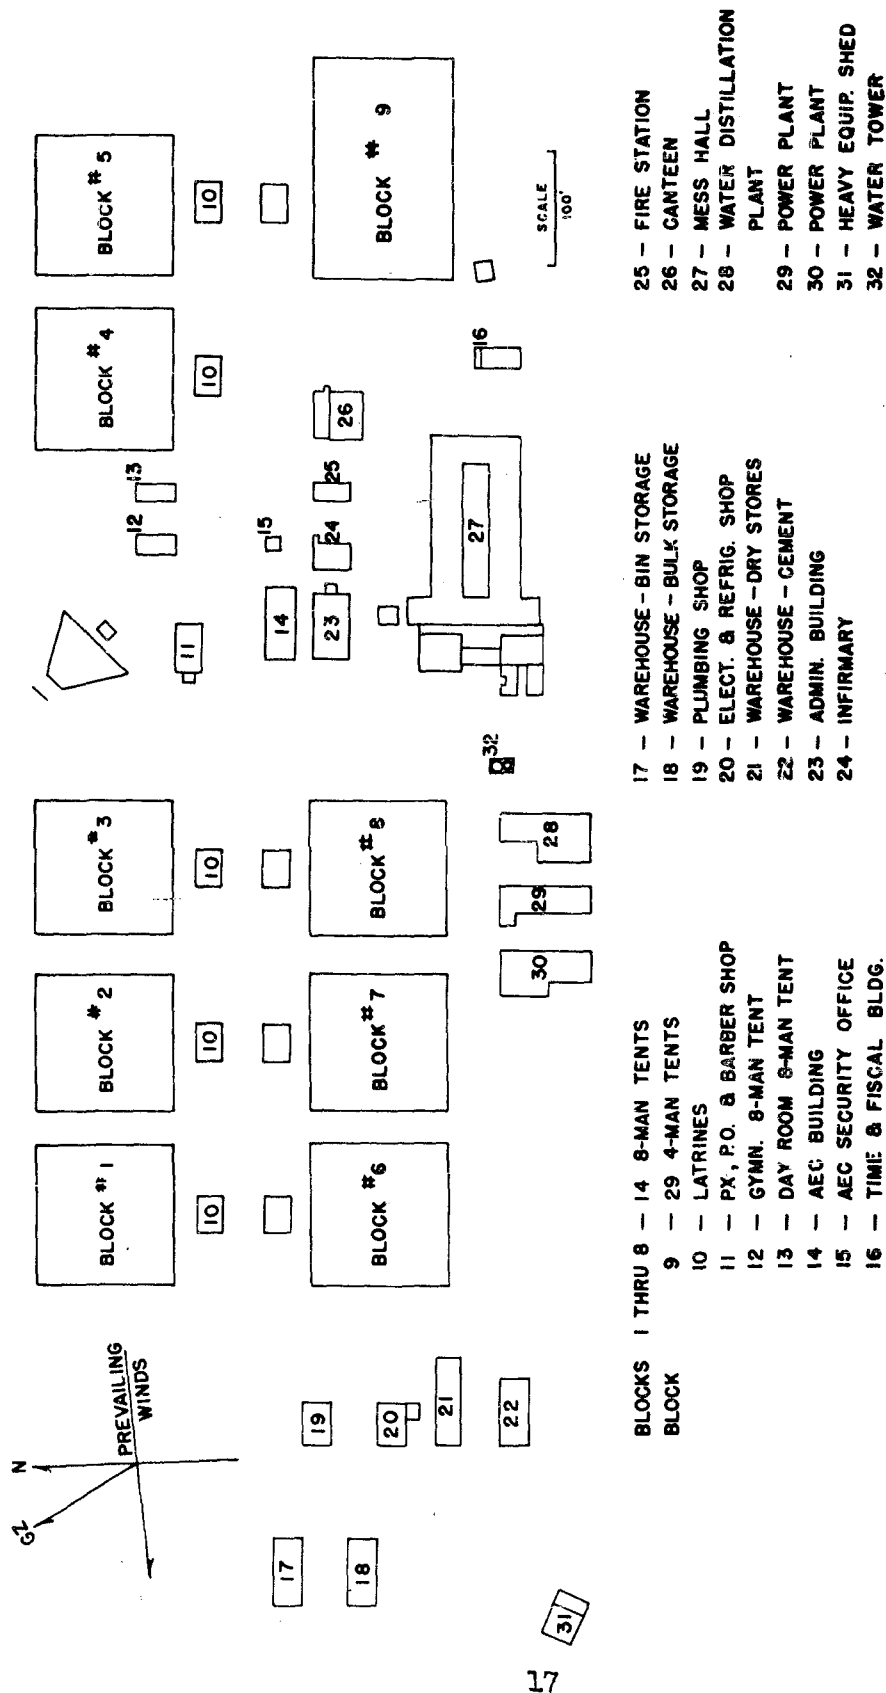 GZ
N
PREVAILING
WINDS
BLOCK #1
BLOCK #2
BLOCK #3
BLOCK #4
BLOCK #5
10
10
10
10
10
11
12
13
14
15
BLOCK #6
BLOCK #7
BLOCK #8
BLOCK # 9
16
17
18
19
20
21
22
23
24
25
26
27
28
29
30
31
32
SCALE
100'
BLOCKS 1 THRU 8 – 14 8-MAN TENTS
BLOCK 9 – 29 4-MAN TENTS
10 – LATRINES
11 – PX, P.O. & BARBER SHOP
12 – GYMN. 8-MAN TENT
13 – DAY ROOM 8-MAN TENT
14 – AEC BUILDING
15 – AEC SECURITY OFFICE
16 – TIME & FISCAL BLDG.
17 – WAREHOUSE-BIN STORAGE
18 – WAREHOUSE-BULK STORAGE
19 – PLUMBING SHOP
20 – ELECT. & REFRIG. SHOP
21 – WAREHOUSE-DRY STORES
22 – WAREHOUSE-CEMENT
23 – ADMIN. BUILDING
24 – INFIRMARY
25 – FIRE STATION
26 – CANTEEN
27 – MESS HALL
28 – WATER DISTILLATION
PLANT
29 – POWER PLANT
30 – POWER PLANT
31 – HEAVY EQUIP. SHED
32 – WATER TOWER
17